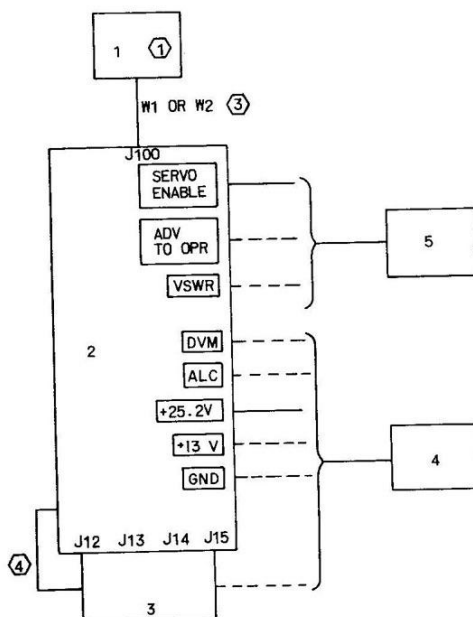 1 1
W1 OR W2 3
J100
SERVO
ENABLE
ADV
TO OPR
5
VSWR
2
DVM
ALC
+25.2V
+13 V
4
GND
J12 J13 J14 J15
4
3